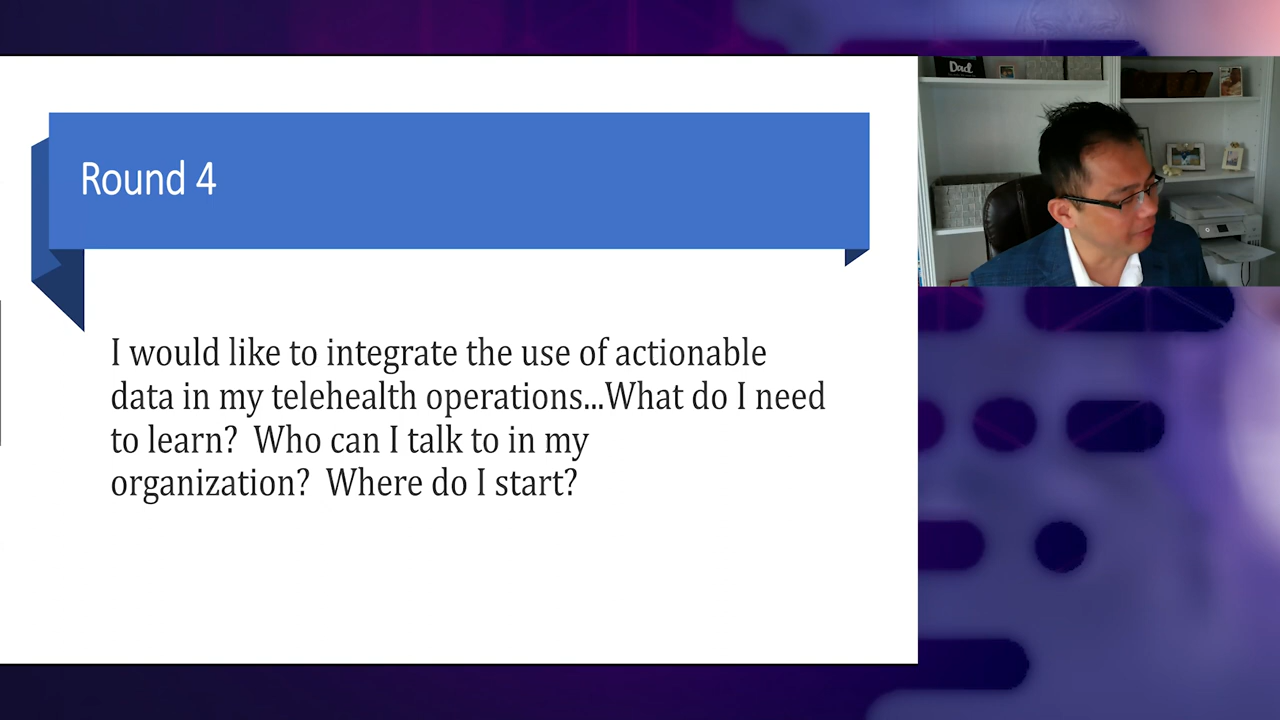 Round 4
I would like to integrate the use of actionable
data in my telehealth operations...What do I need
to learn?  Who can I talk to in my
organization?  Where do I start?
Dad